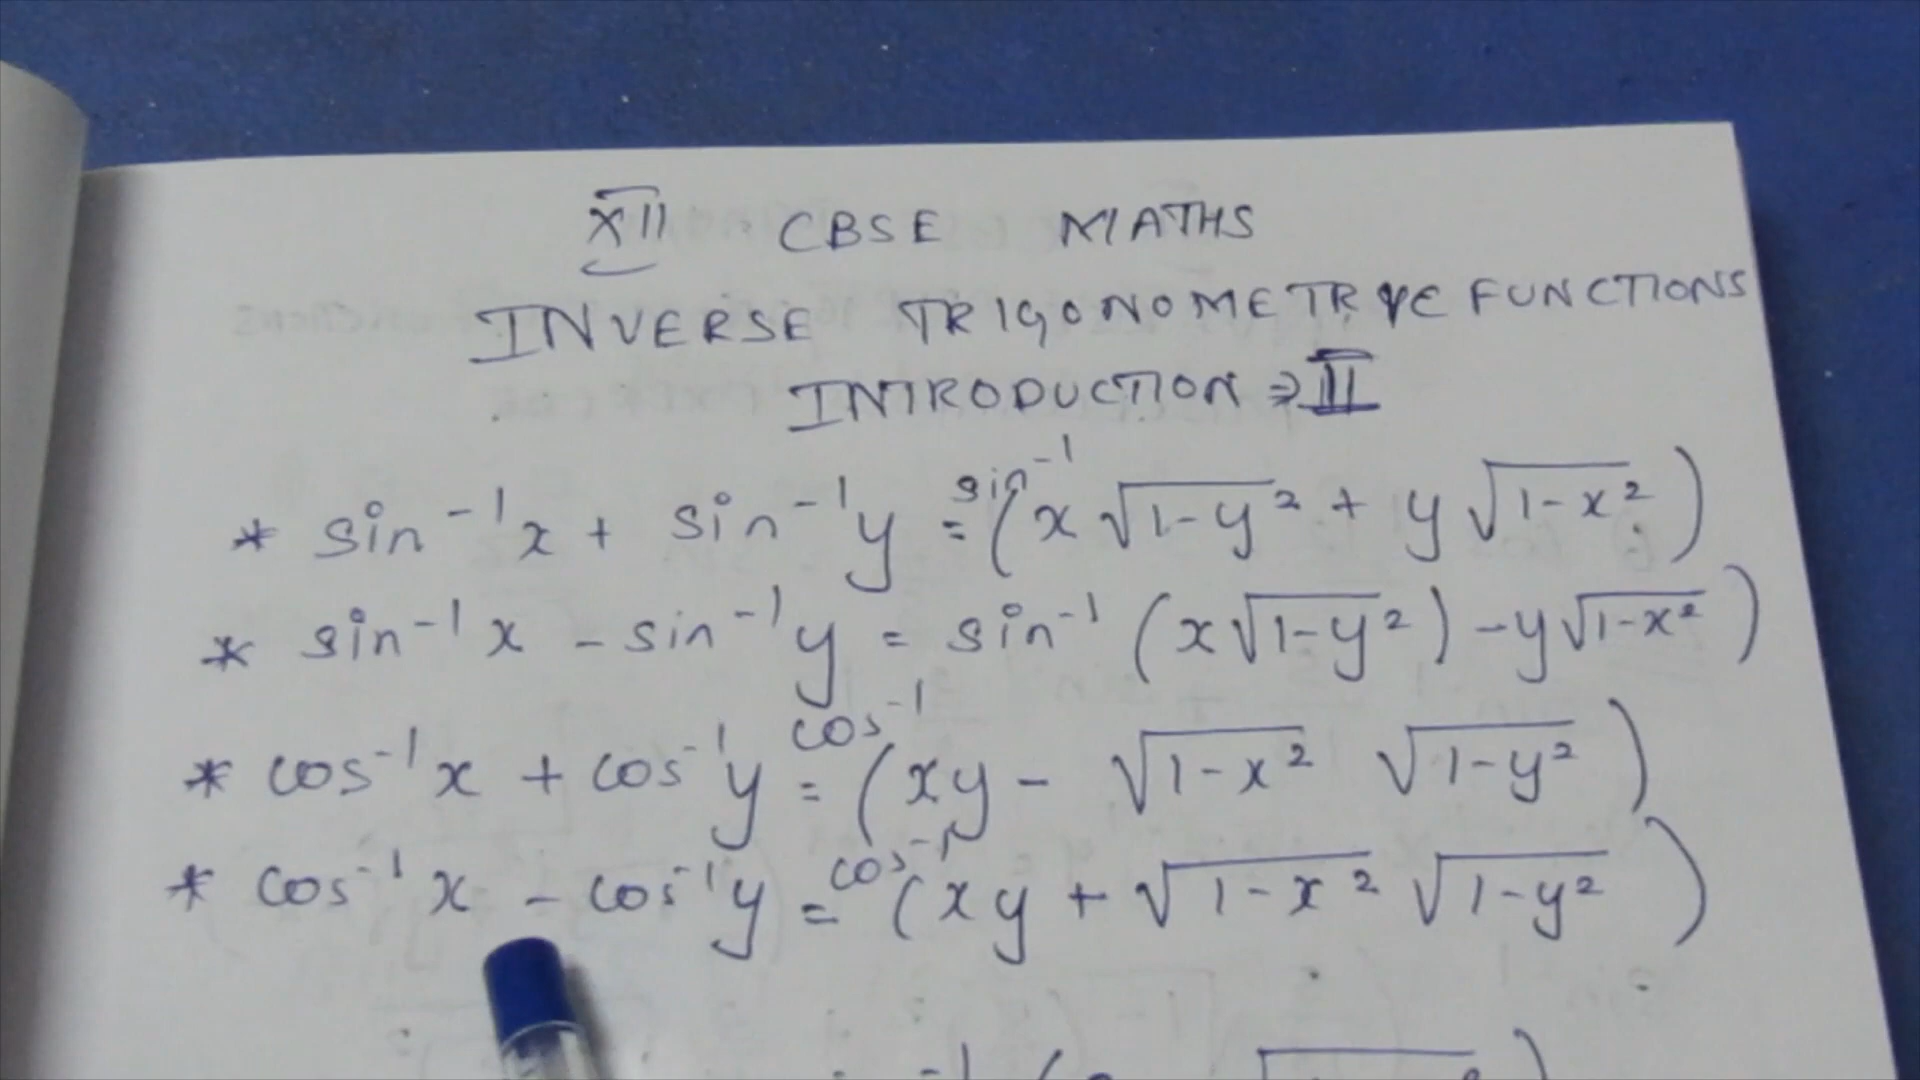 XII CBSE MATHS
INVERSE TRIGONOMETRYC FUNCTIONS
INTRODUCTION ⇒ II
* sin⁻¹x + sin⁻¹y = sin⁻¹(x√1-y² + y√1-x²)
* sin⁻¹x - sin⁻¹y = sin⁻¹(x√1-y²) - y√1-x²)
* cos⁻¹x + cos⁻¹y = cos⁻¹(xy - √1-x² √1-y²)
* cos⁻¹x - cos⁻¹y = cos⁻¹(xy + √1-x² √1-y²)